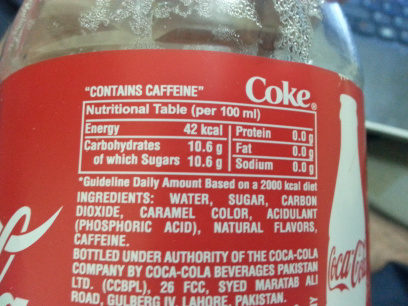 "CONTAINS CAFFEINE" Coke®
Nutritional Table (per 100 ml)
Energy 42 kcal Protein 0.0 g
Carbohydrates 10.6 g Fat 0.0 g
of which Sugars 10.6 g Sodium 0.0 g
*Guideline Daily Amount Based on a 2000 kcal diet
INGREDIENTS: WATER, SUGAR, CARBON
DIOXIDE, CARAMEL COLOR, ACIDULANT
(PHOSPHORIC ACID), NATURAL FLAVORS,
CAFFEINE.
BOTTLED UNDER AUTHORITY OF THE COCA-COLA
COMPANY BY COCA-COLA BEVERAGES PAKISTAN
LTD. (CCBPL), 26 FCC, SYED MARATAB ALI
ROAD, GULBERG IV, LAHORE, PAKISTAN.
Coca-Cola